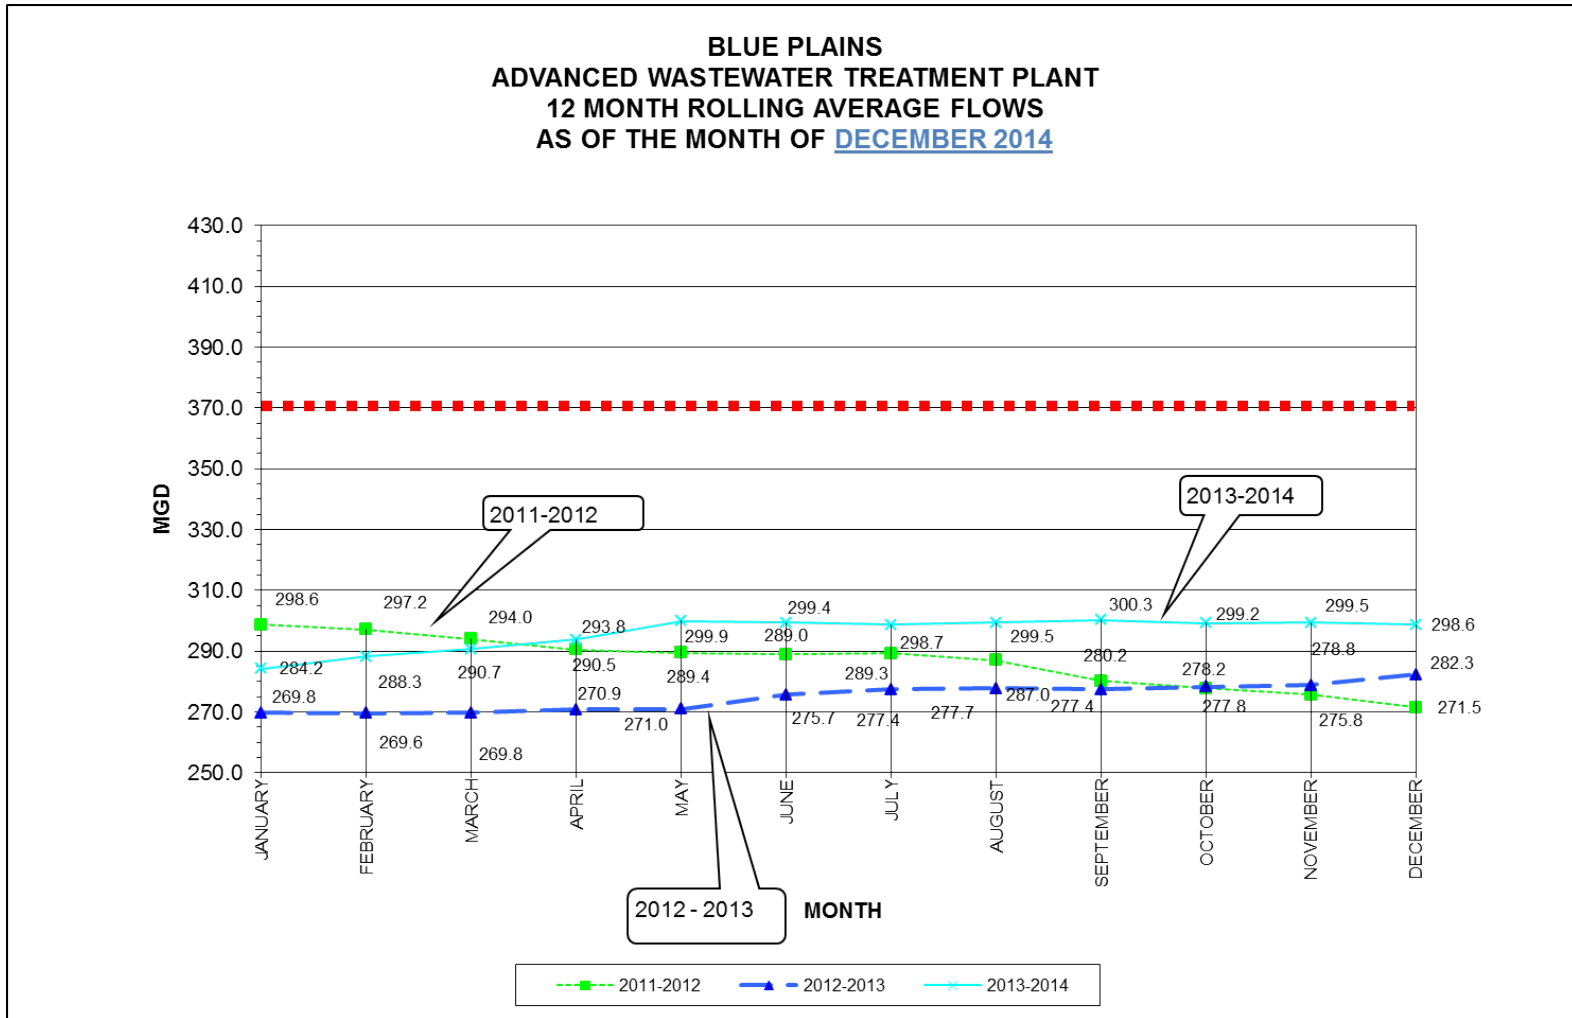 BLUE PLAINS
ADVANCED WASTEWATER TREATMENT PLANT
12 MONTH ROLLING AVERAGE FLOWS
AS OF THE MONTH OF DECEMBER 2014
430.0
410.0
390.0
370.0
350.0
330.0
310.0
290.0
270.0
250.0
MGD
2011-2012
2013-2014
298.6
297.2
294.0
293.8
299.4
300.3
299.2
299.5
298.6
284.2
288.3
290.7
290.5
299.9
289.0
298.7
299.5
280.2
278.2
278.8
282.3
269.8
270.9
289.4
289.3
287.0
269.6
269.8
271.0
275.7
277.4
277.7
277.4
277.8
275.8
271.5
JANUARY
FEBRUARY
MARCH
APRIL
MAY
JUNE
JULY
AUGUST
SEPTEMBER
OCTOBER
NOVEMBER
DECEMBER
2012 - 2013
MONTH
2011-2012
2012-2013
2013-2014